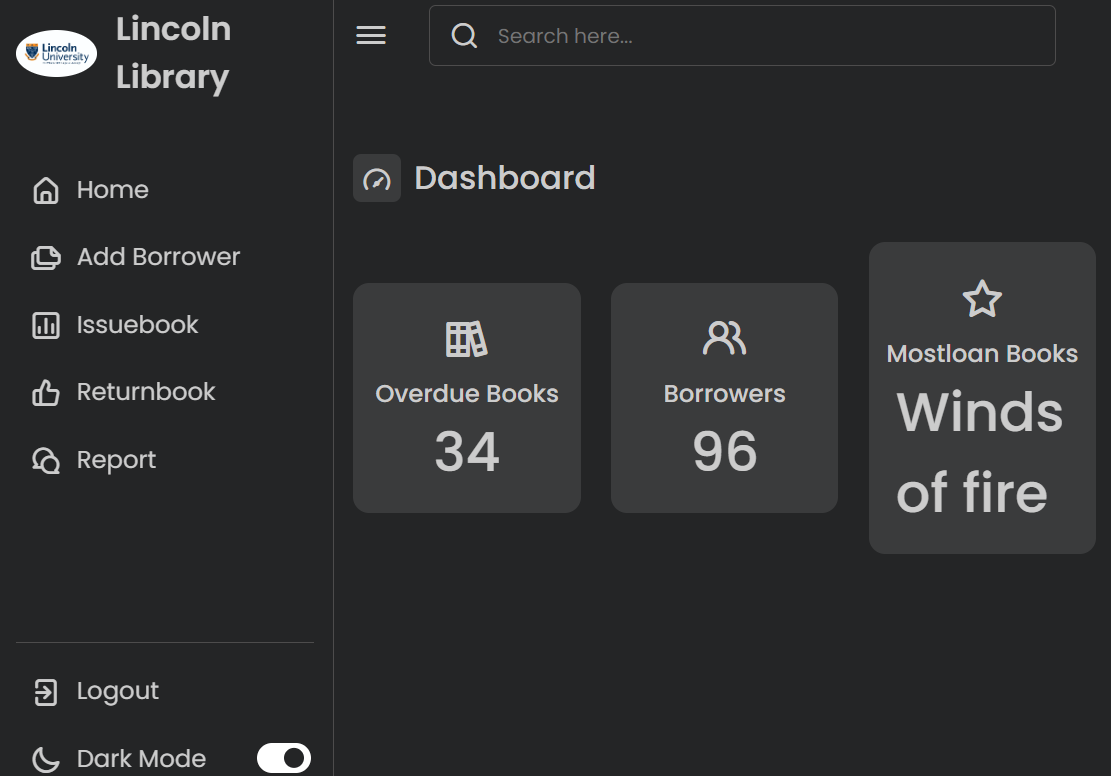 Lincoln
University
Lincoln
Library
Search here...
Home
Add Borrower
Issuebook
Returnbook
Report
Logout
Dark Mode
Dashboard
Overdue Books
34
Borrowers
96
Mostloan Books
Winds
of fire